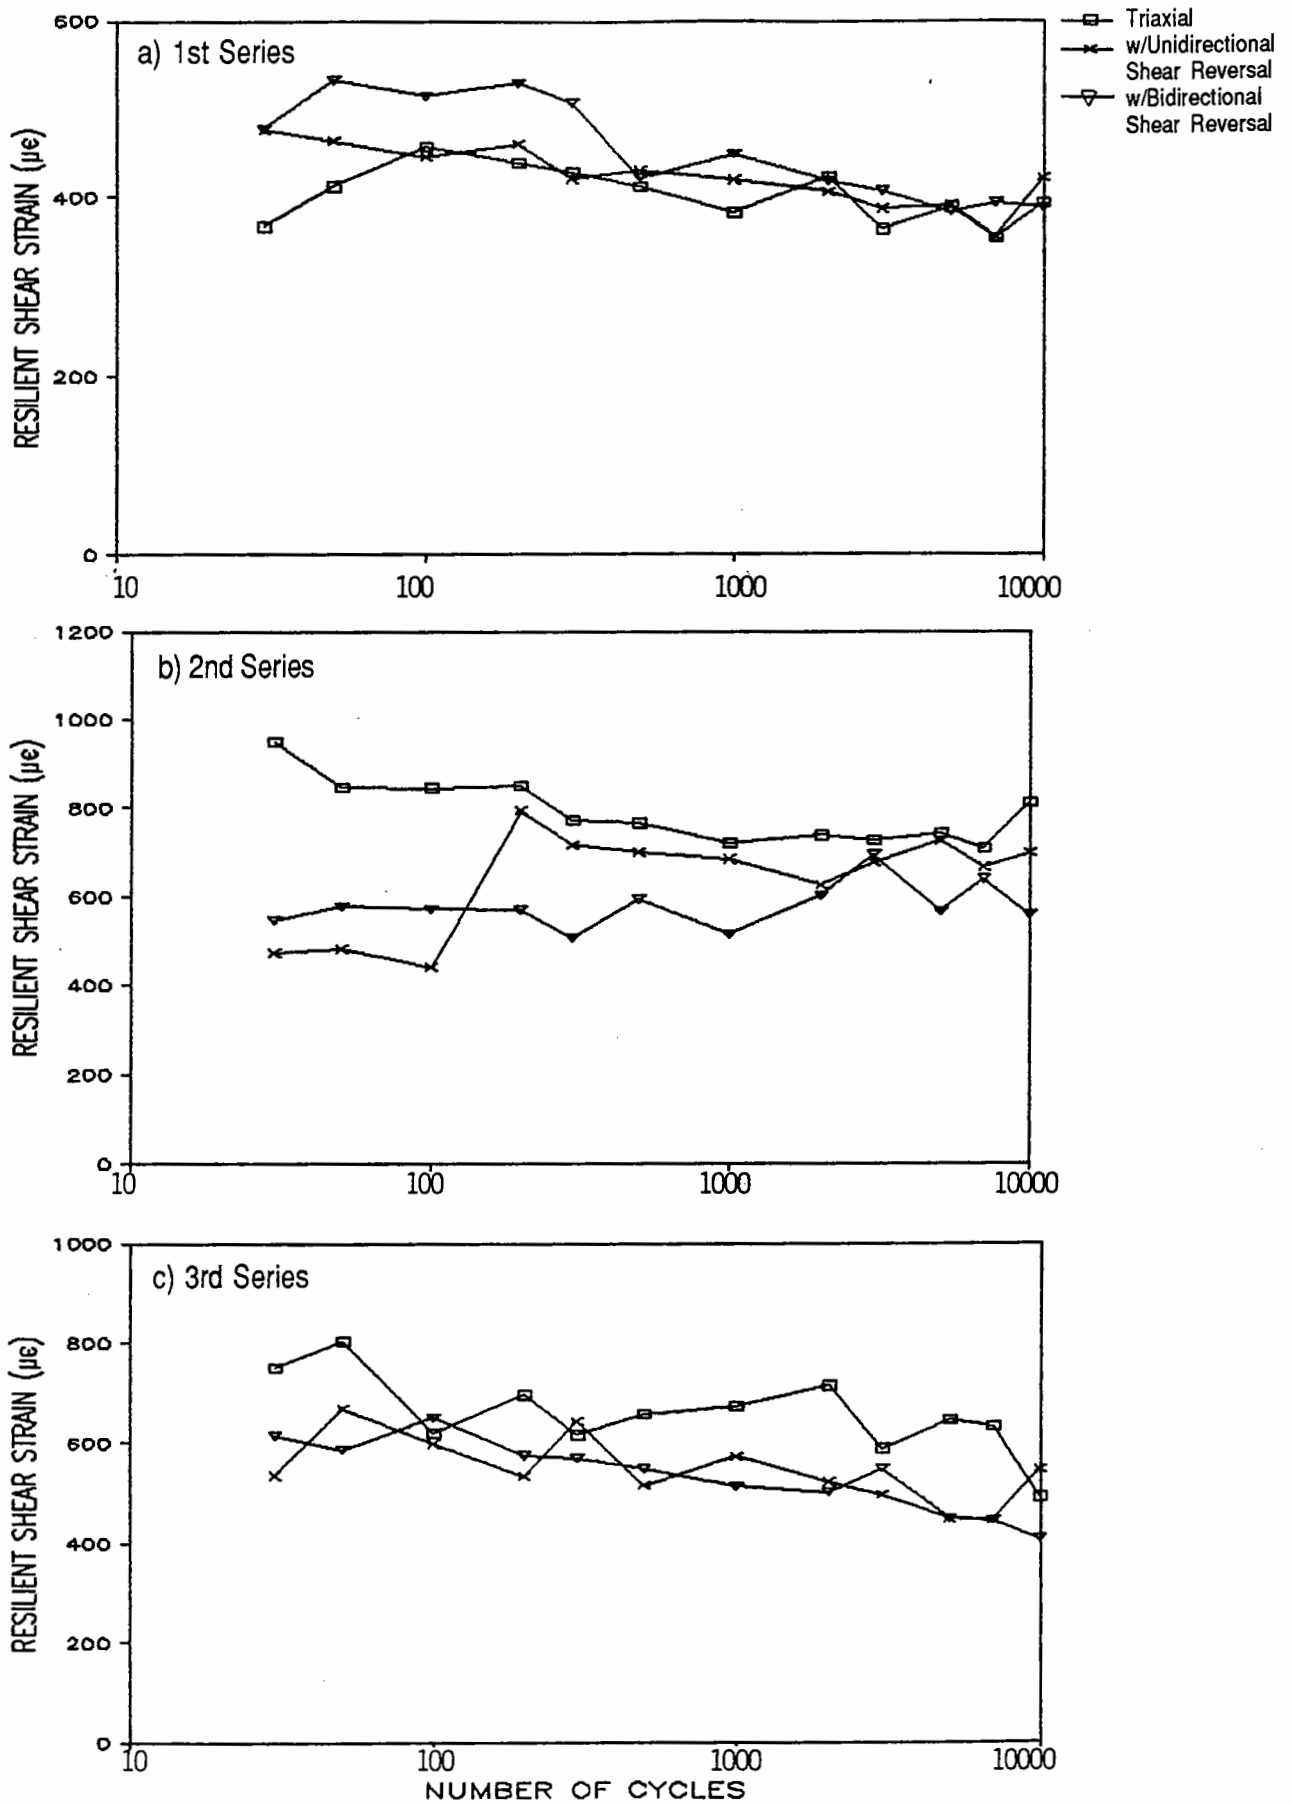 Triaxial
w/Unidirectional
Shear Reversal
w/Bidirectional
Shear Reversal
a) 1st Series
RESILIENT SHEAR STRAIN (με)
600
400
200
0
10 100 1000 10000
b) 2nd Series
RESILIENT SHEAR STRAIN (με)
1200
1000
800
600
400
200
0
10 100 1000 10000
c) 3rd Series
RESILIENT SHEAR STRAIN (με)
1000
800
600
400
200
0
10 100 1000 10000
NUMBER OF CYCLES